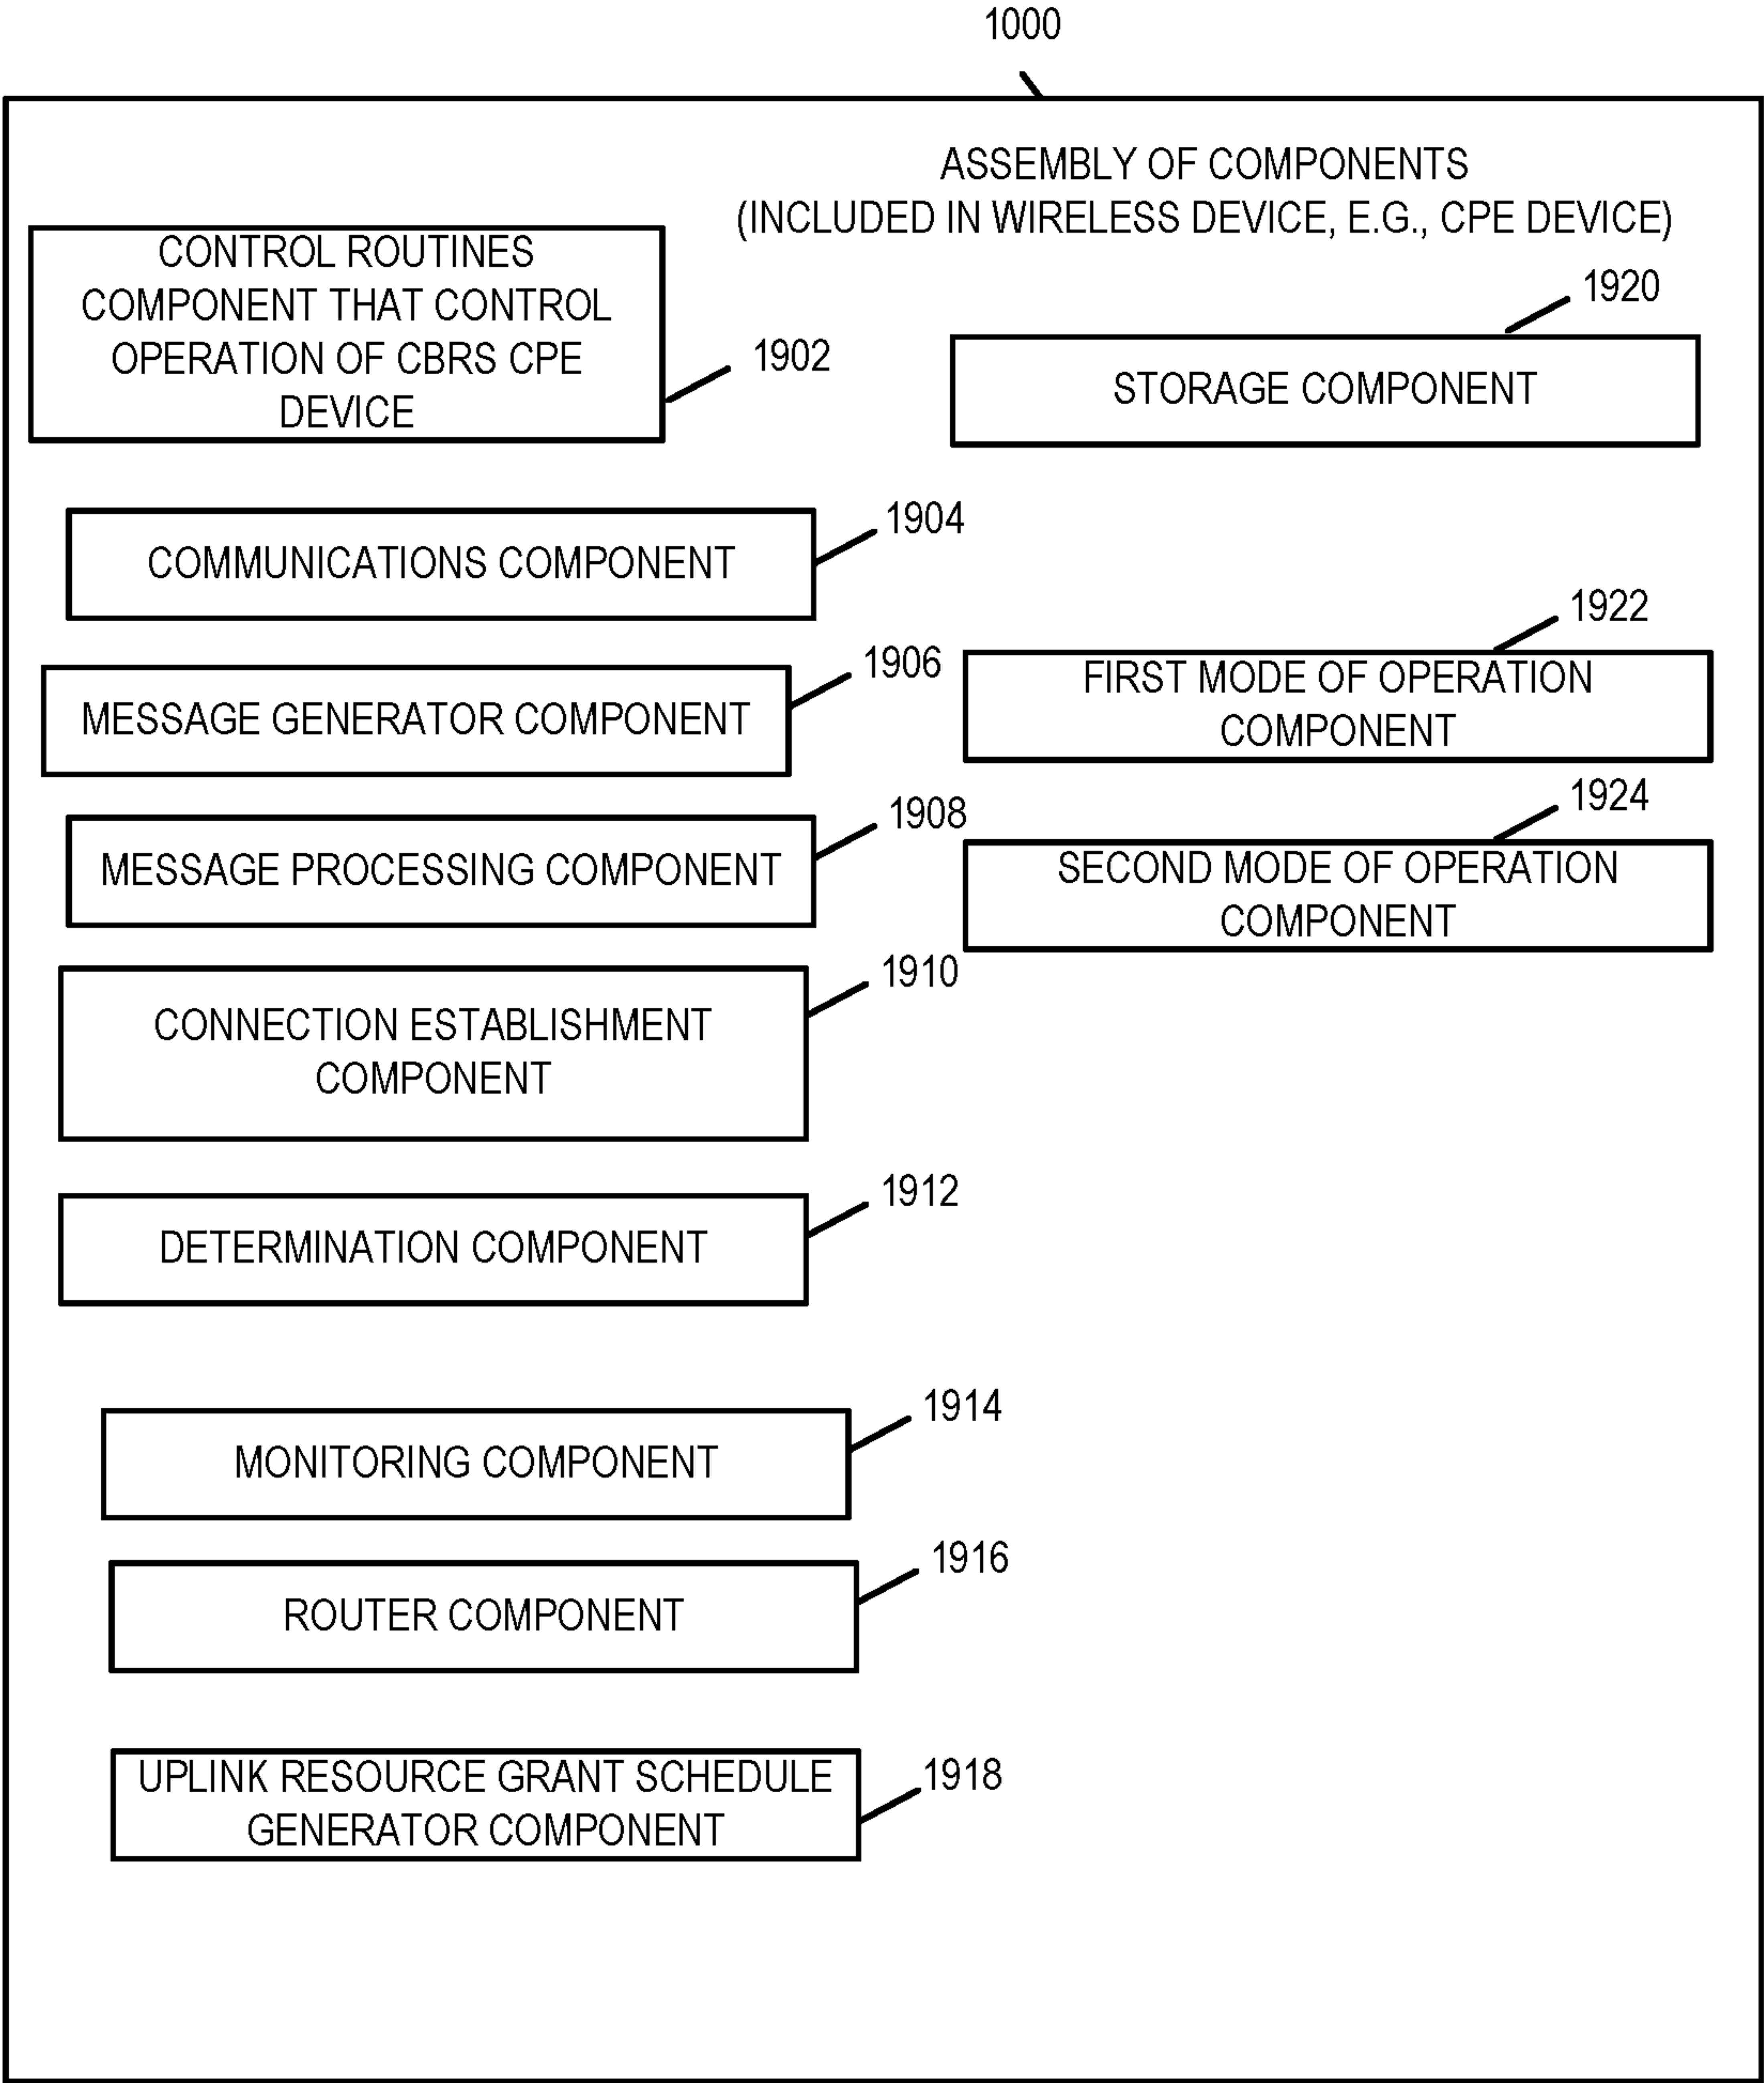 1000
ASSEMBLY OF COMPONENTS
(INCLUDED IN WIRELESS DEVICE, E.G., CPE DEVICE)
CONTROL ROUTINES
COMPONENT THAT CONTROL
OPERATION OF CBRS CPE
DEVICE
1902
1920
STORAGE COMPONENT
1904
COMMUNICATIONS COMPONENT
1906
MESSAGE GENERATOR COMPONENT
1922
FIRST MODE OF OPERATION
COMPONENT
1908
MESSAGE PROCESSING COMPONENT
1924
SECOND MODE OF OPERATION
COMPONENT
1910
CONNECTION ESTABLISHMENT
COMPONENT
1912
DETERMINATION COMPONENT
1914
MONITORING COMPONENT
1916
ROUTER COMPONENT
1918
UPLINK RESOURCE GRANT SCHEDULE
GENERATOR COMPONENT